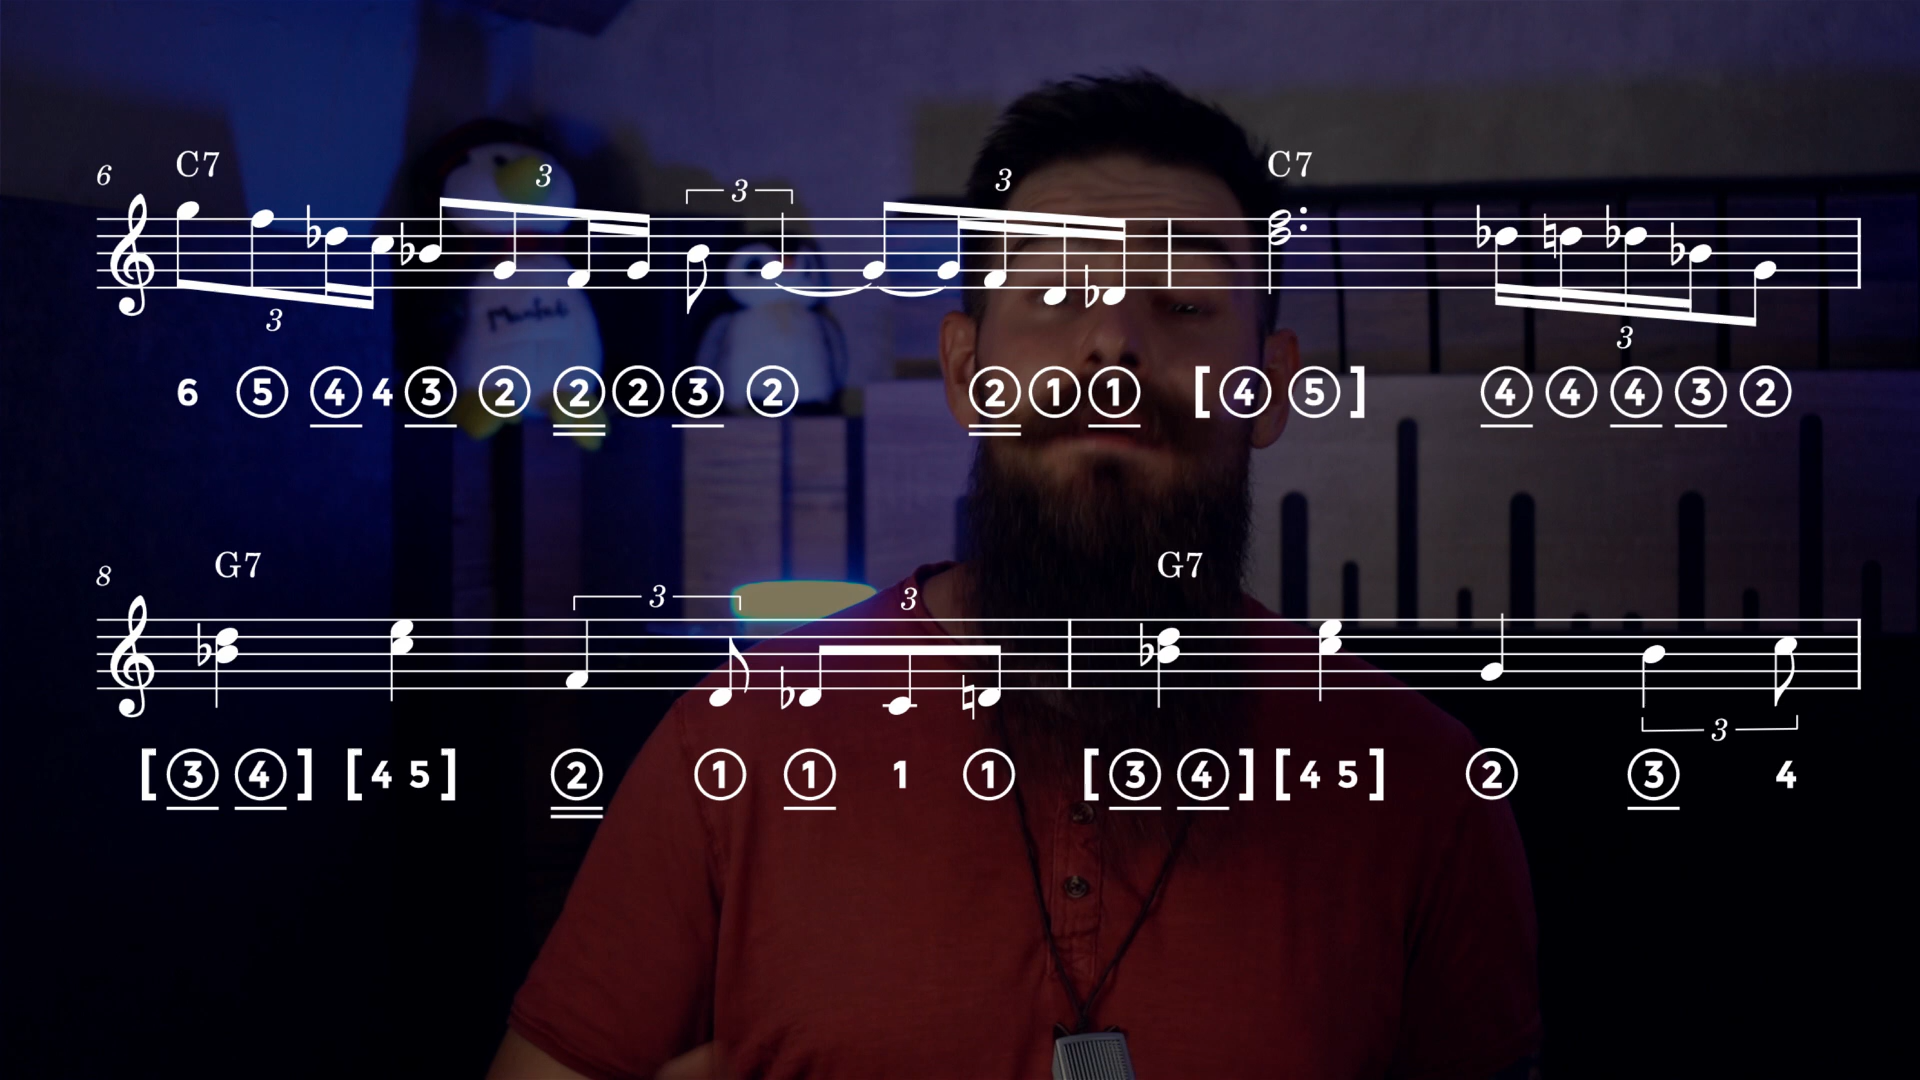 6 C7 3 3 3 C7
3 3
6 ⑤ ④ 4 ③ ② ② ② ③ ② ② ① ① [④ ⑤] ④ ④ ④ ③ ②
8 G7 3 3 G7
3
[③ ④] [4 5] ② ① ① 1 ① [③ ④] [4 5] ② ③ 4